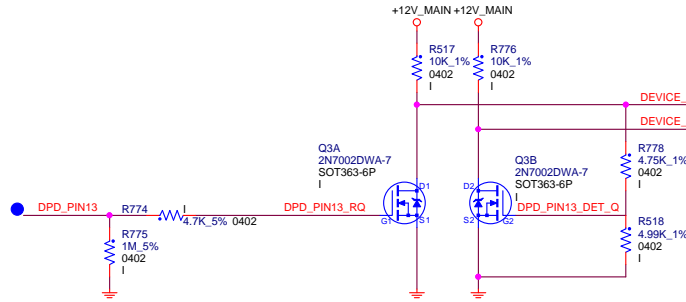 +12V_MAIN +12V_MAIN
R517
10K_1%
0402
I
R776
10K_1%
0402
I
DEVICE_
DEVICE_
Q3A
2N7002DWA-7
SOT363-6P
I
D1
G1
S1
D2
S2
G2
Q3B
2N7002DWA-7
SOT363-6P
I
R778
4.75K_1%
0402
I
DPD_PIN13
R774
I
4.7K_5% 0402
DPD_PIN13_RQ
DPD_PIN13_DET_Q
R775
1M_5%
0402
I
R518
4.99K_1%
0402
I